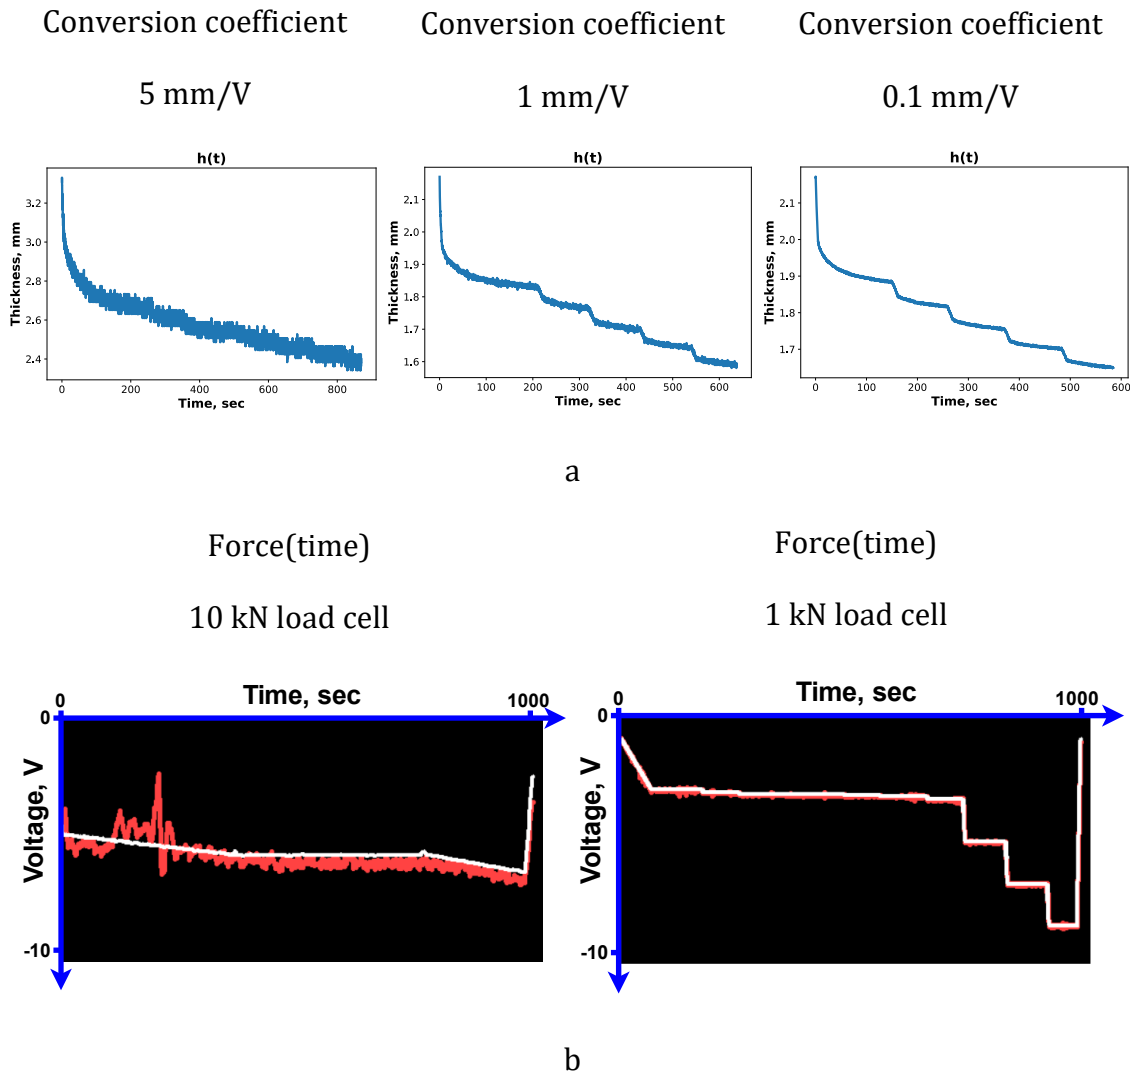 Conversion coefficient
5 mm/V
Conversion coefficient
1 mm/V
Conversion coefficient
0.1 mm/V
h(t)
Thickness, mm
3.2
3.0
2.8
2.6
2.4
0 200 400 600 800
Time, sec
h(t)
Thickness, mm
2.1
2.0
1.9
1.8
1.7
1.6
0 100 200 300 400 500 600
Time, sec
h(t)
Thickness, mm
2.1
2.0
1.9
1.8
1.7
0 100 200 300 400 500 600
Time, sec
a
Force(time)
10 kN load cell
Force(time)
1 kN load cell
0 Time, sec 1000
0
Voltage, V
-10
0 Time, sec 1000
0
Voltage, V
-10
b